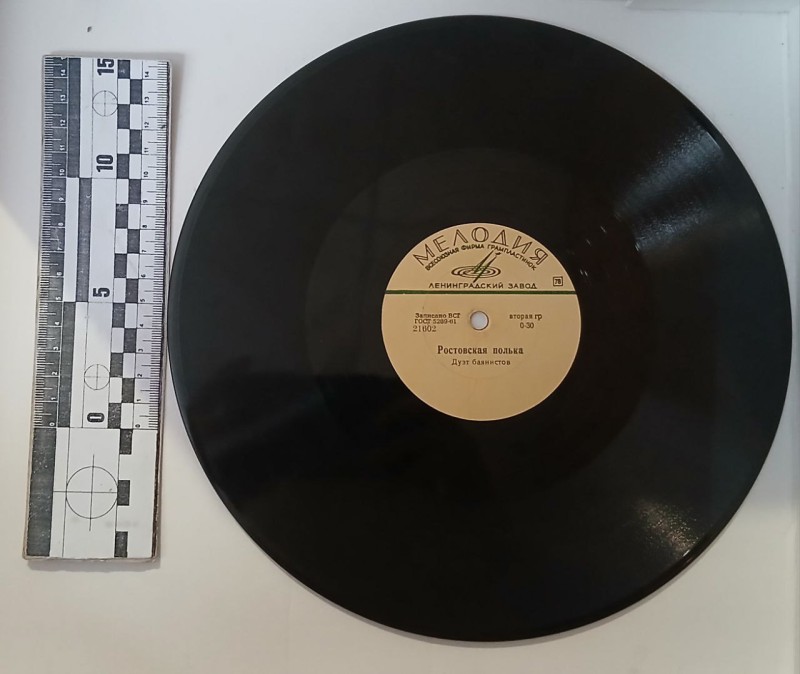 МЕЛОДИЯ
ВСЕСОЮЗНАЯ ФИРМА ГРАМПЛАСТИНОК
ЛЕНИНГРАДСКИЙ ЗАВОД
78
Записано ВСГ
ГОСТ 5289-61
21602
вторая гр
0-30
Ростовская полька
Дуэт баянистов
15
10
5
0